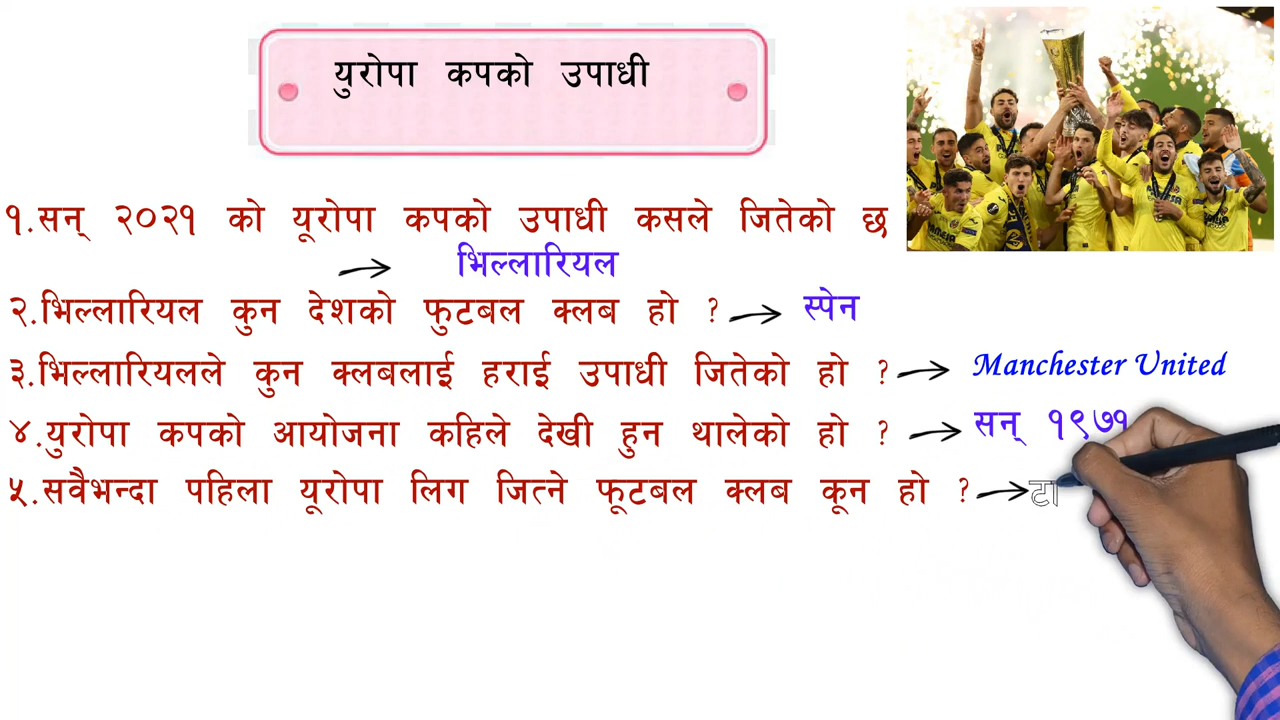 युरोपा कपको उपाधी
१.सन् २०२१ को यूरोपा कपको उपाधी कसले जितेको छ
भिल्लारियल
२.भिल्लारियल कुन देशको फुटबल क्लब हो ? स्पेन
३.भिल्लारियलले कुन क्लबलाई हराई उपाधी जितेको हो ? Manchester United
४.युरोपा कपको आयोजना कहिले देखी हुन थालेको हो ? सन् १९७१
५.सवैभन्दा पहिला यूरोपा लिग जित्ने फूटबल क्लब कून हो ? टा